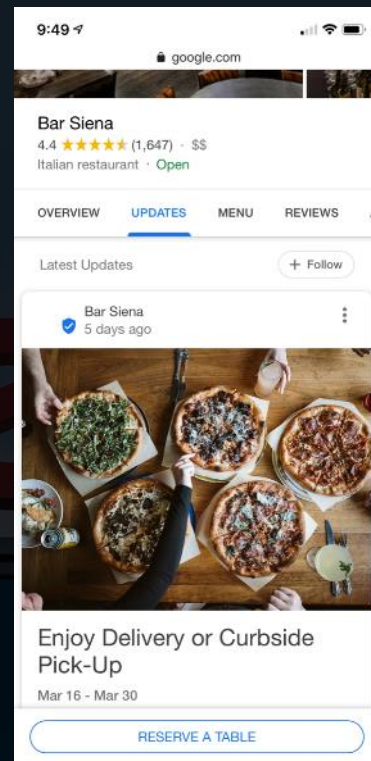 9:49
google.com
Bar Siena
4.4 ★★★★★ (1,647) · $$
Italian restaurant · Open
OVERVIEW UPDATES MENU REVIEWS
Latest Updates
+ Follow
Bar Siena
5 days ago
Enjoy Delivery or Curbside
Pick-Up
Mar 16 - Mar 30
RESERVE A TABLE